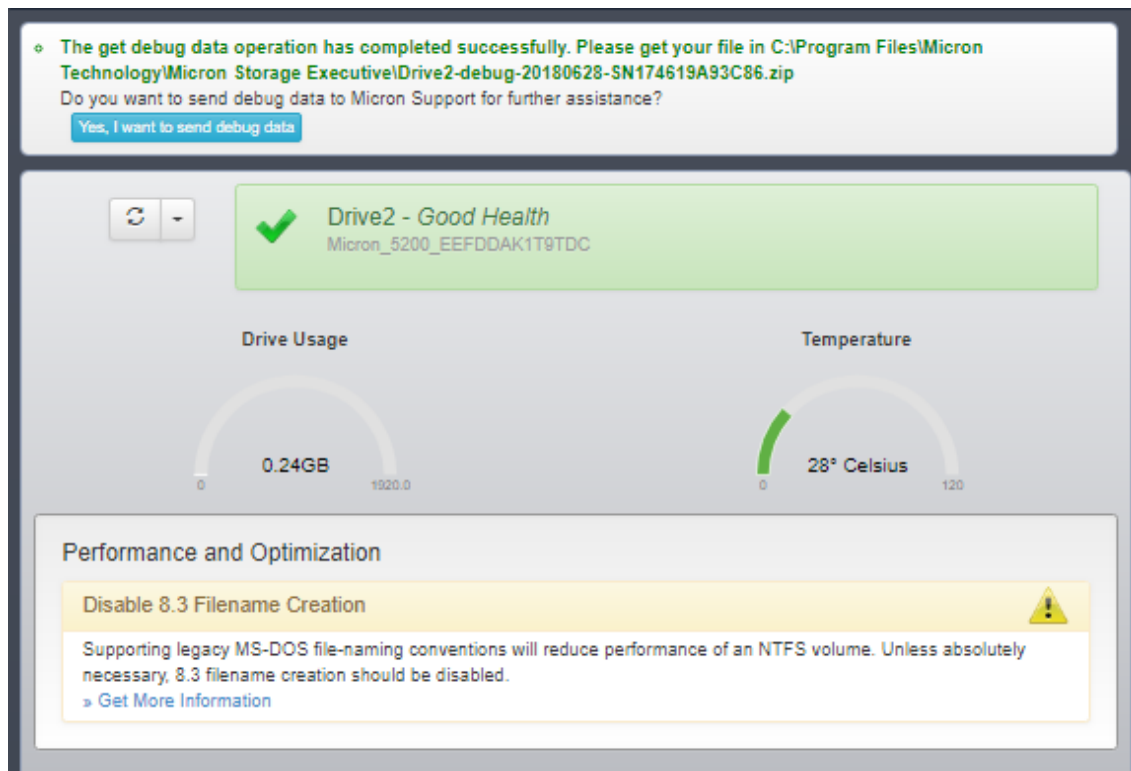 The get debug data operation has completed successfully. Please get your file in C:\Program Files\Micron
Technology\Micron Storage Executive\Drive2-debug-20180628-SN174619A93C86.zip
Do you want to send debug data to Micron Support for further assistance?
Yes, I want to send debug data
Drive2 - Good Health
Micron_5200_EEFDDAK1T9TDC
Drive Usage
Temperature
0.24GB
0
1920.0
28° Celsius
0
120
Performance and Optimization
Disable 8.3 Filename Creation
Supporting legacy MS-DOS file-naming conventions will reduce performance of an NTFS volume. Unless absolutely
necessary, 8.3 filename creation should be disabled.
» Get More Information